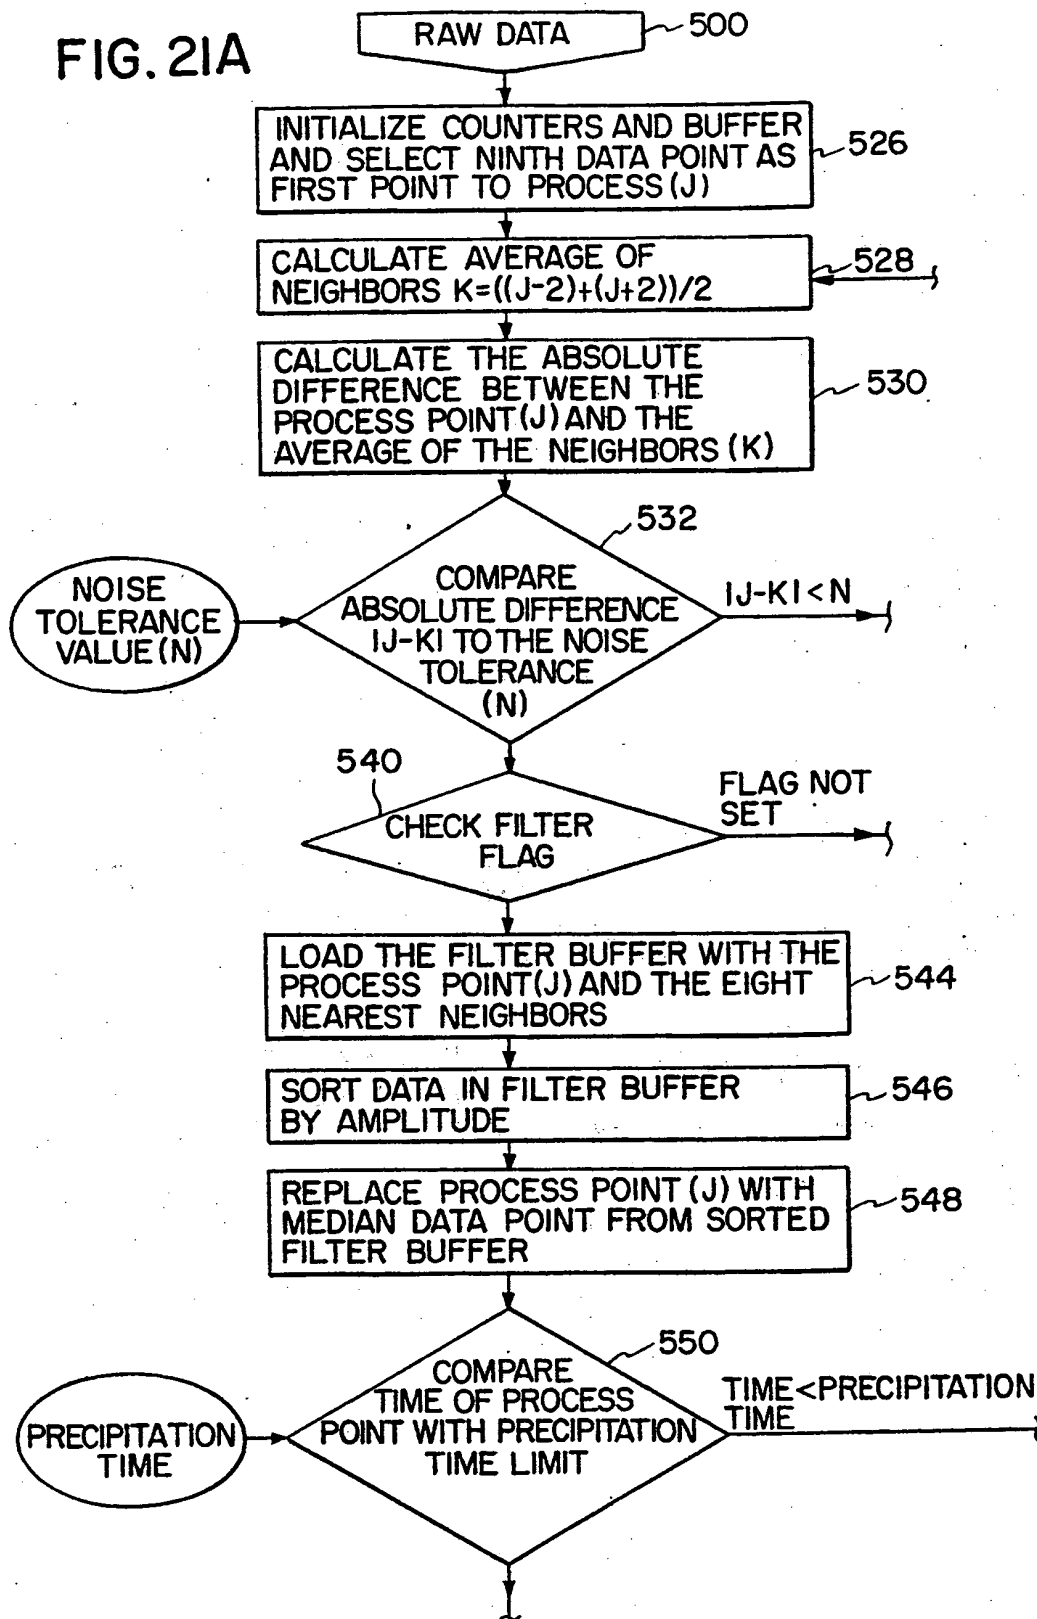 FIG. 21A
RAW DATA
500
INITIALIZE COUNTERS AND BUFFER
AND SELECT NINTH DATA POINT AS
FIRST POINT TO PROCESS (J)
526
CALCULATE AVERAGE OF
NEIGHBORS K=((J-2)+(J+2))/2
528
CALCULATE THE ABSOLUTE
DIFFERENCE BETWEEN THE
PROCESS POINT (J) AND THE
AVERAGE OF THE NEIGHBORS (K)
530
532
COMPARE
ABSOLUTE DIFFERENCE
|J-K| TO THE NOISE
TOLERANCE
(N)
NOISE
TOLERANCE
VALUE (N)
|J-K| < N
540
CHECK FILTER
FLAG
FLAG NOT
SET
LOAD THE FILTER BUFFER WITH THE
PROCESS POINT (J) AND THE EIGHT
NEAREST NEIGHBORS
544
SORT DATA IN FILTER BUFFER
BY AMPLITUDE
546
REPLACE PROCESS POINT (J) WITH
MEDIAN DATA POINT FROM SORTED
FILTER BUFFER
548
550
COMPARE
TIME OF PROCESS
POINT WITH PRECIPITATION
TIME LIMIT
PRECIPITATION
TIME
TIME<PRECIPITATION
TIME